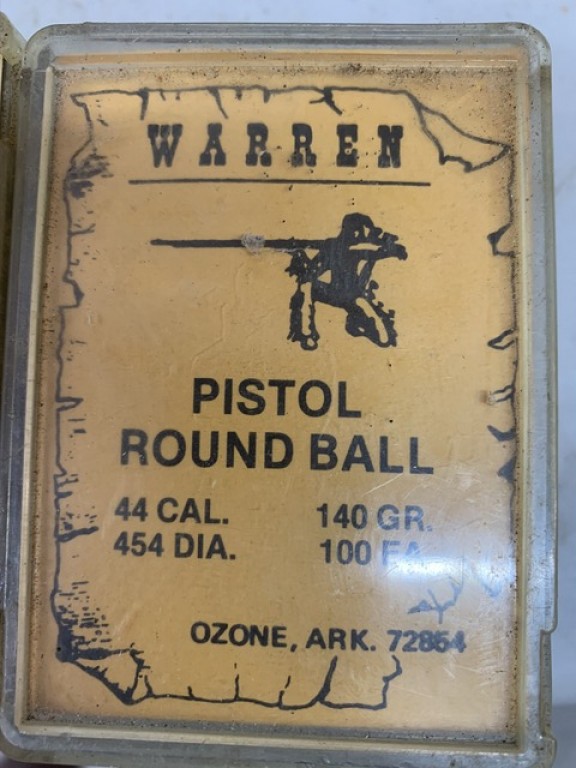 WARREN
PISTOL
ROUND BALL
44 CAL. 140 GR.
454 DIA. 100 EA.
OZONE, ARK. 72854